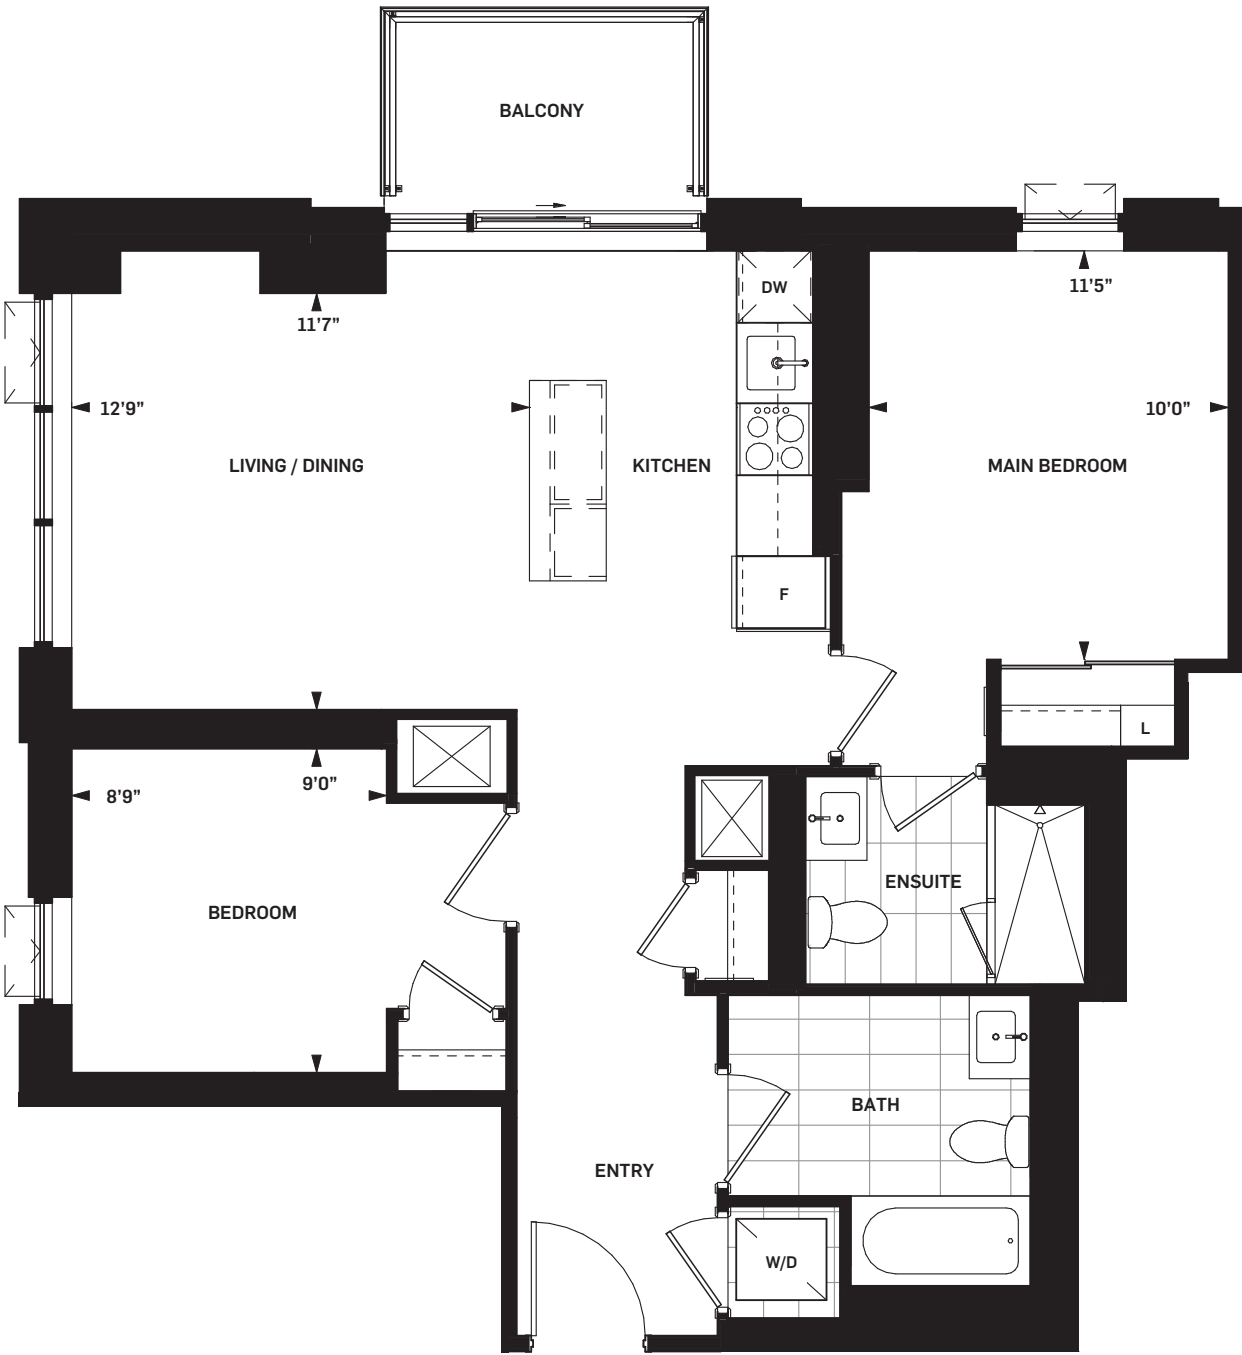 BALCONY
DW
11’5”
11’7”
12’9”
10’0”
LIVING / DINING
KITCHEN
MAIN BEDROOM
F
L
9’0”
8’9”
ENSUITE
BEDROOM
BATH
ENTRY
W/D